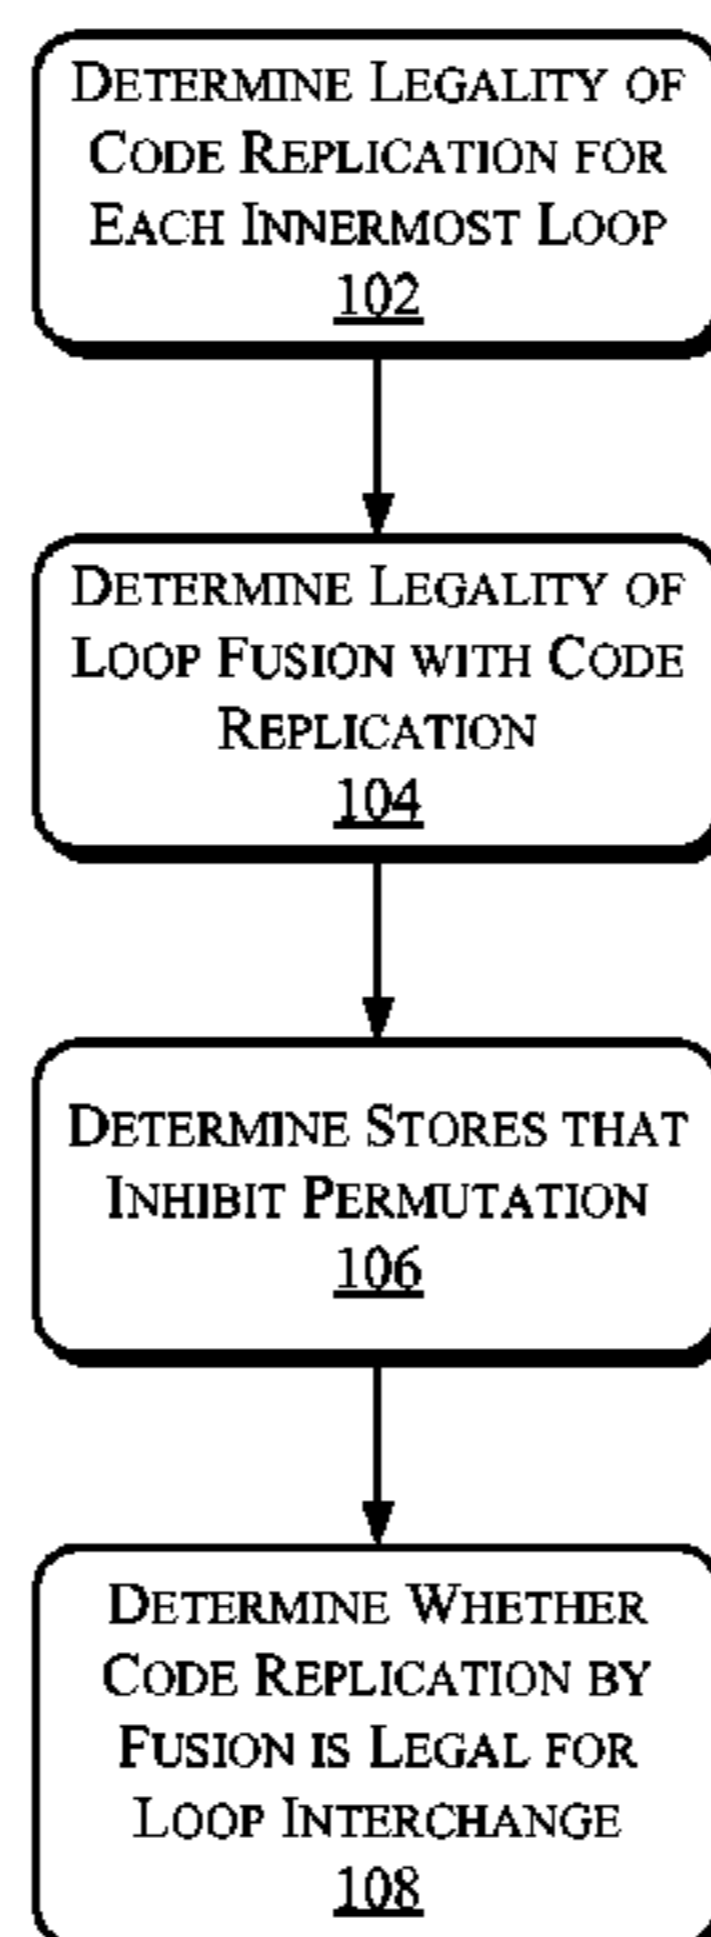 DETERMINE LEGALITY OF
CODE REPLICATION FOR
EACH INNERMOST LOOP
102
DETERMINE LEGALITY OF
LOOP FUSION WITH CODE
REPLICATION
104
DETERMINE STORES THAT
INHIBIT PERMUTATION
106
DETERMINE WHETHER
CODE REPLICATION BY
FUSION IS LEGAL FOR
LOOP INTERCHANGE
108